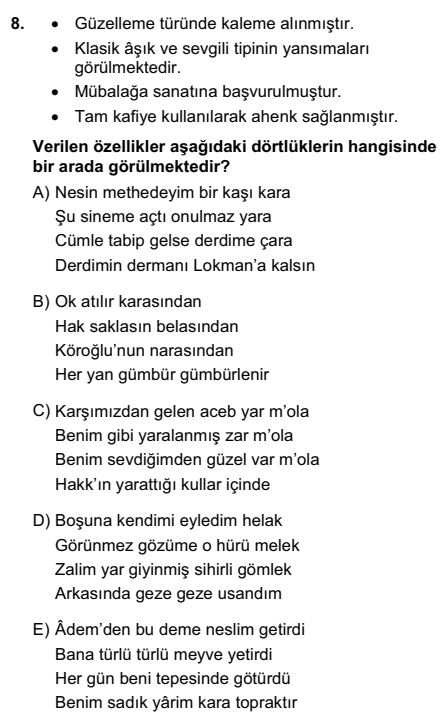 8. • Güzelleme türünde kaleme alınmıştır.
• Klasik âşık ve sevgili tipinin yansımaları
görülmektedir.
• Mübalağa sanatına başvurulmuştur.
• Tam kafiye kullanılarak ahenk sağlanmıştır.
Verilen özellikler aşağıdaki dörtlüklerin hangisinde
bir arada görülmektedir?
A) Nesin methedeyim bir kaşı kara
Şu sineme açtı onulmaz yara
Cümle tabip gelse derdime çara
Derdimin dermanı Lokman’a kalsın
B) Ok atılır karasından
Hak saklasın belasından
Köroğlu’nun narasından
Her yan gümbür gümbürlenir
C) Karşımızdan gelen aceb yar m’ola
Benim gibi yaralanmış zar m’ola
Benim sevdiğimden güzel var m’ola
Hakk’ın yarattığı kullar içinde
D) Boşuna kendimi eyledim helak
Görünmez gözüme o hürü melek
Zalim yar giyinmiş sihirli gömlek
Arkasında geze geze usandım
E) Âdem’den bu deme neslim getirdi
Bana türlü türlü meyve yetirdi
Her gün beni tepesinde götürdü
Benim sadık yârim kara topraktır